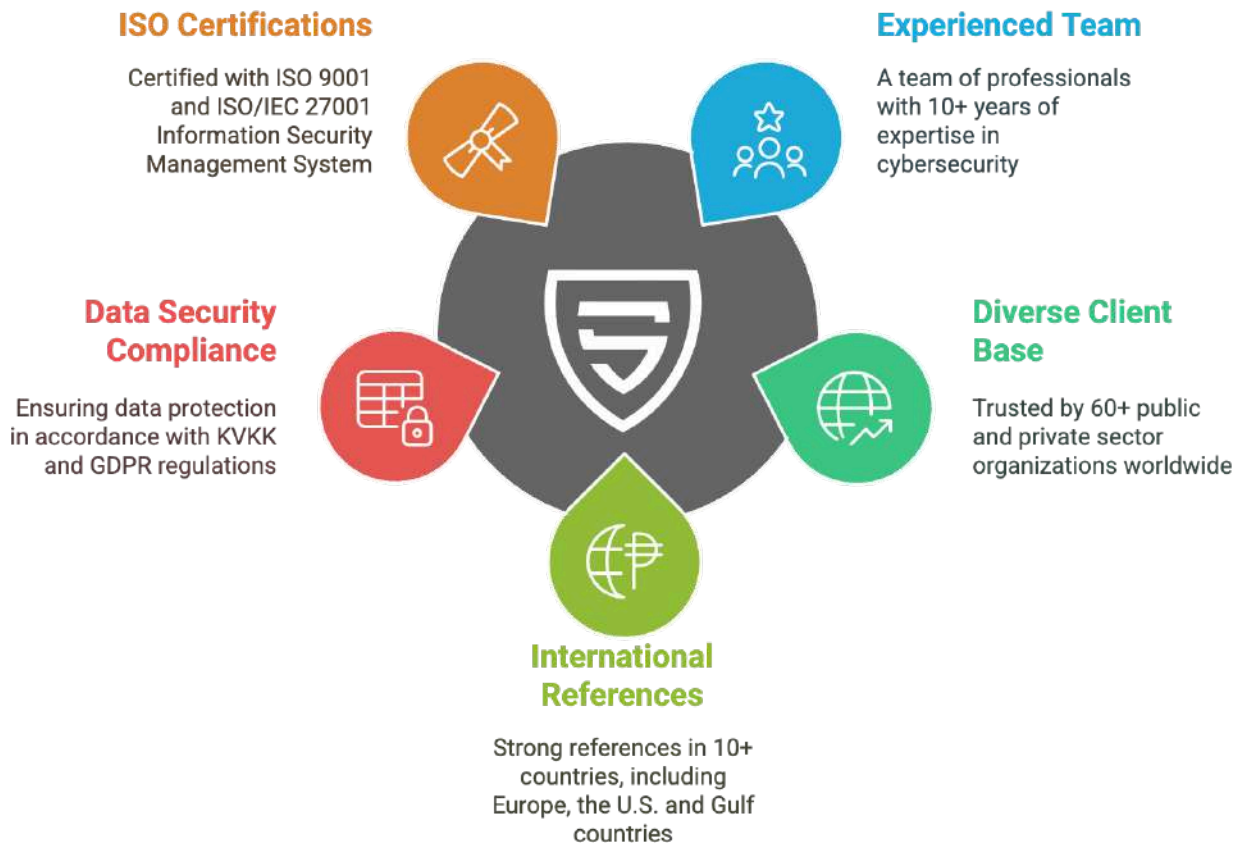 ISO Certifications
Certified with ISO 9001
and ISO/IEC 27001
Information Security
Management System
Experienced Team
A team of professionals
with 10+ years of
expertise in
cybersecurity
Data Security
Compliance
Ensuring data protection
in accordance with KVKK
and GDPR regulations
Diverse Client
Base
Trusted by 60+ public
and private sector
organizations worldwide
International
References
Strong references in 10+
countries, including
Europe, the U.S. and Gulf
countries